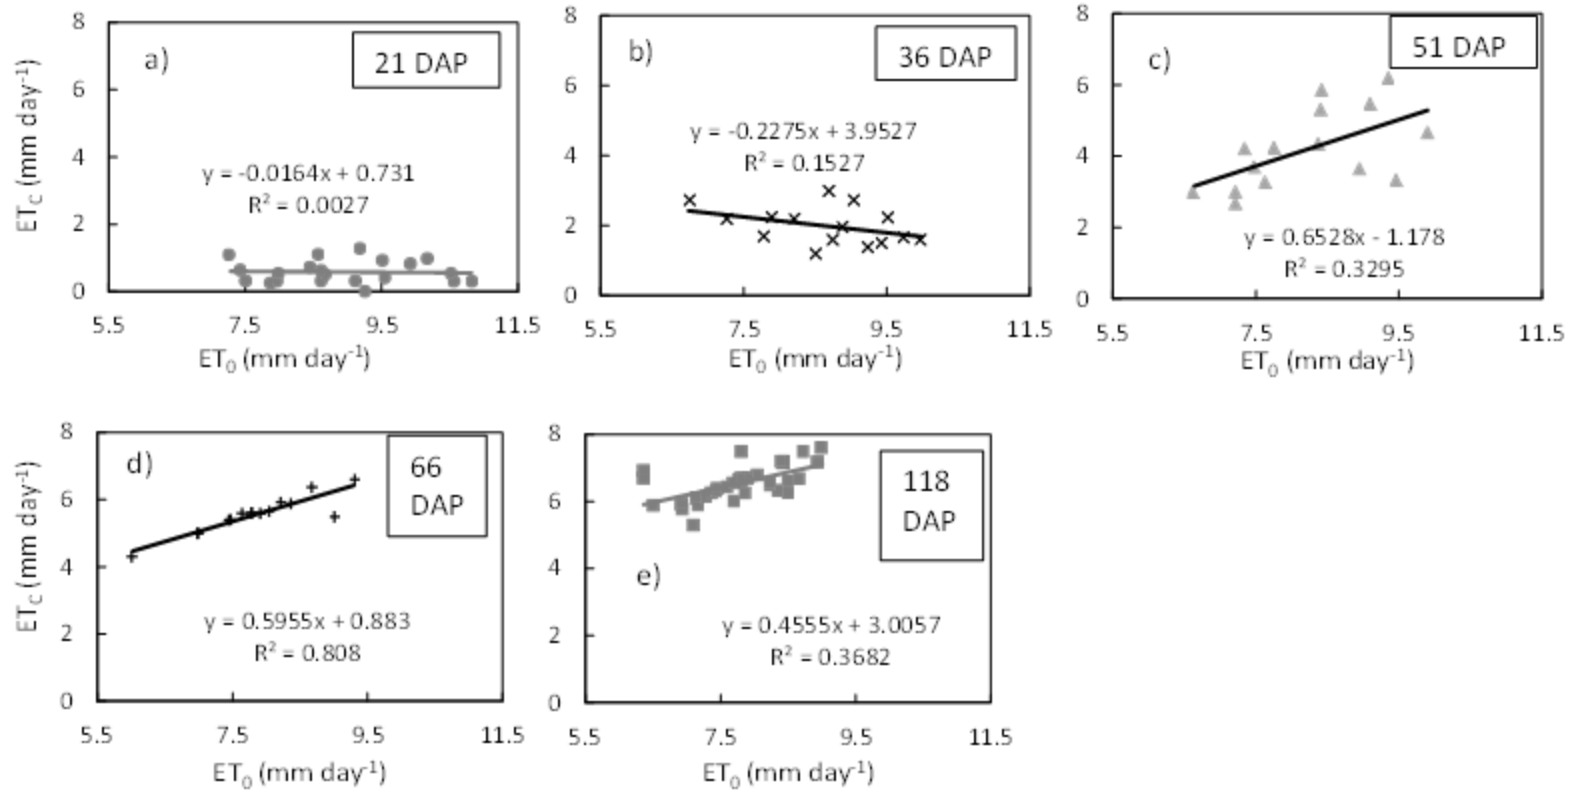 a)
21 DAP
y = -0.0164x + 0.731
R² = 0.0027
8
6
4
2
0
5.5 7.5 9.5 11.5
ET_C (mm day⁻¹)
ET₀ (mm day⁻¹)
b)
36 DAP
y = -0.2275x + 3.9527
R² = 0.1527
8
6
4
2
0
5.5 7.5 9.5 11.5
ET₀ (mm day⁻¹)
c)
51 DAP
y = 0.6528x - 1.178
R² = 0.3295
8
6
4
2
0
5.5 7.5 9.5 11.5
ET₀ (mm day⁻¹)
d)
66
DAP
y = 0.5955x + 0.883
R² = 0.808
8
6
4
2
0
5.5 7.5 9.5 11.5
ET_C (mm day⁻¹)
ET₀ (mm day⁻¹)
118
DAP
e)
y = 0.4555x + 3.0057
R² = 0.3682
8
6
4
2
0
5.5 7.5 9.5 11.5
ET₀ (mm day⁻¹)